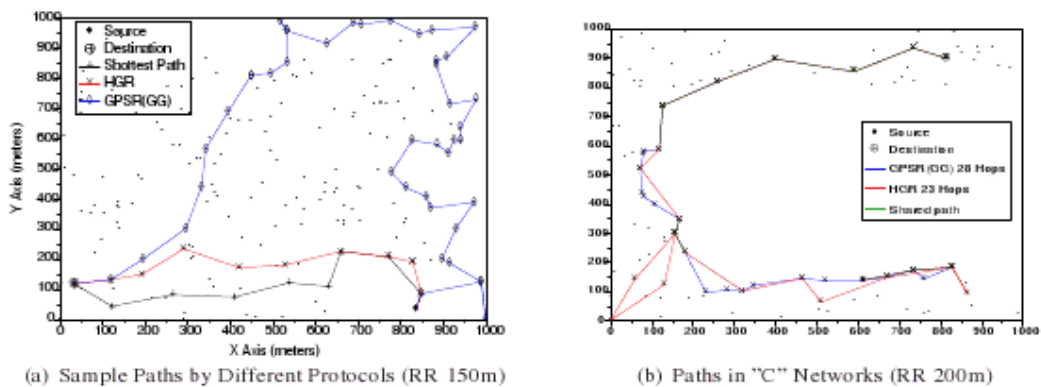 1000
900
800
700
600
500
400
300
200
100
0
Y Axis (meters)
Source
Destination
Shottest Path
HGR
GPSR(GG)
0 100 200 300 400 500 600 700 800 900 1000
X Axis (meters)
(a) Sample Paths by Different Protocols (RR 150m)
1000
900
800
700
600
500
400
300
200
100
0
Source
Destination
GPSR(GG) 28 Hops
HGR 23 Hops
Shared path
0 100 200 300 400 500 600 700 800 900 1000
(b) Paths in "C" Networks (RR 200m)